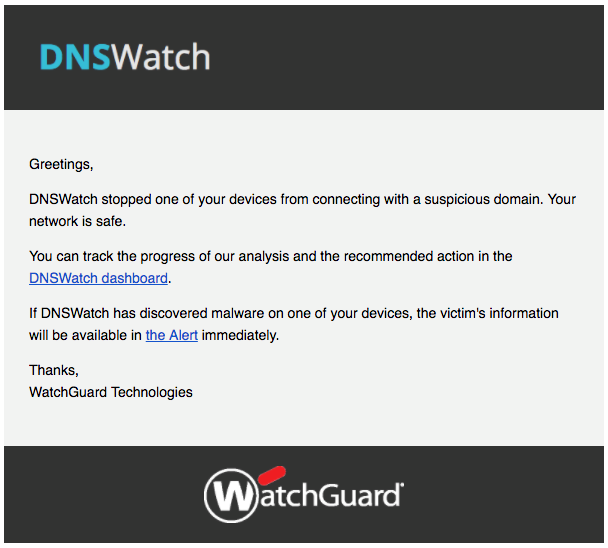 DNSWatch
Greetings,
DNSWatch stopped one of your devices from connecting with a suspicious domain. Your
network is safe.
You can track the progress of our analysis and the recommended action in the
DNSWatch dashboard.
If DNSWatch has discovered malware on one of your devices, the victim's information
will be available in the Alert immediately.
Thanks,
WatchGuard Technologies
WatchGuard